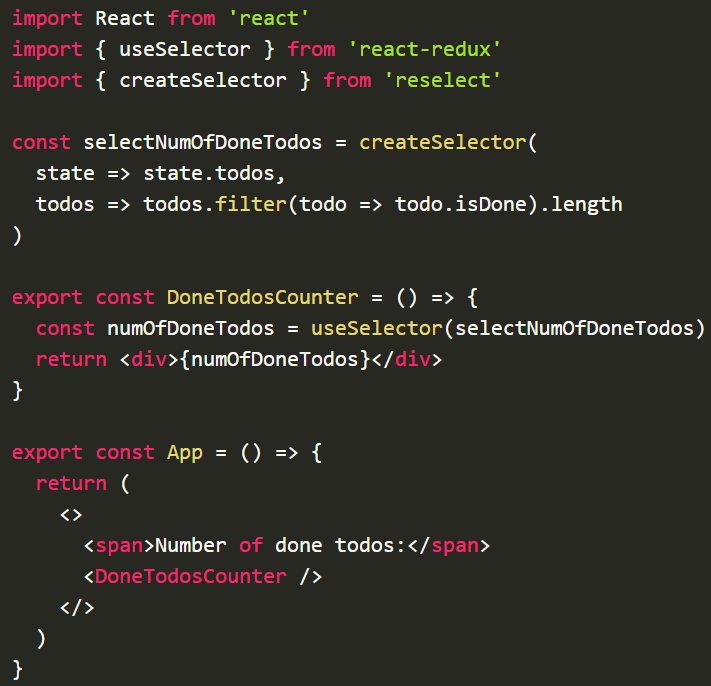 import React from 'react'
import { useSelector } from 'react-redux'
import { createSelector } from 'reselect'

const selectNumOfDoneTodos = createSelector(
  state => state.todos,
  todos => todos.filter(todo => todo.isDone).length
)

export const DoneTodosCounter = () => {
  const numOfDoneTodos = useSelector(selectNumOfDoneTodos)
  return <div>{numOfDoneTodos}</div>
}

export const App = () => {
  return (
    <>
      <span>Number of done todos:</span>
      <DoneTodosCounter />
    </>
  )
}